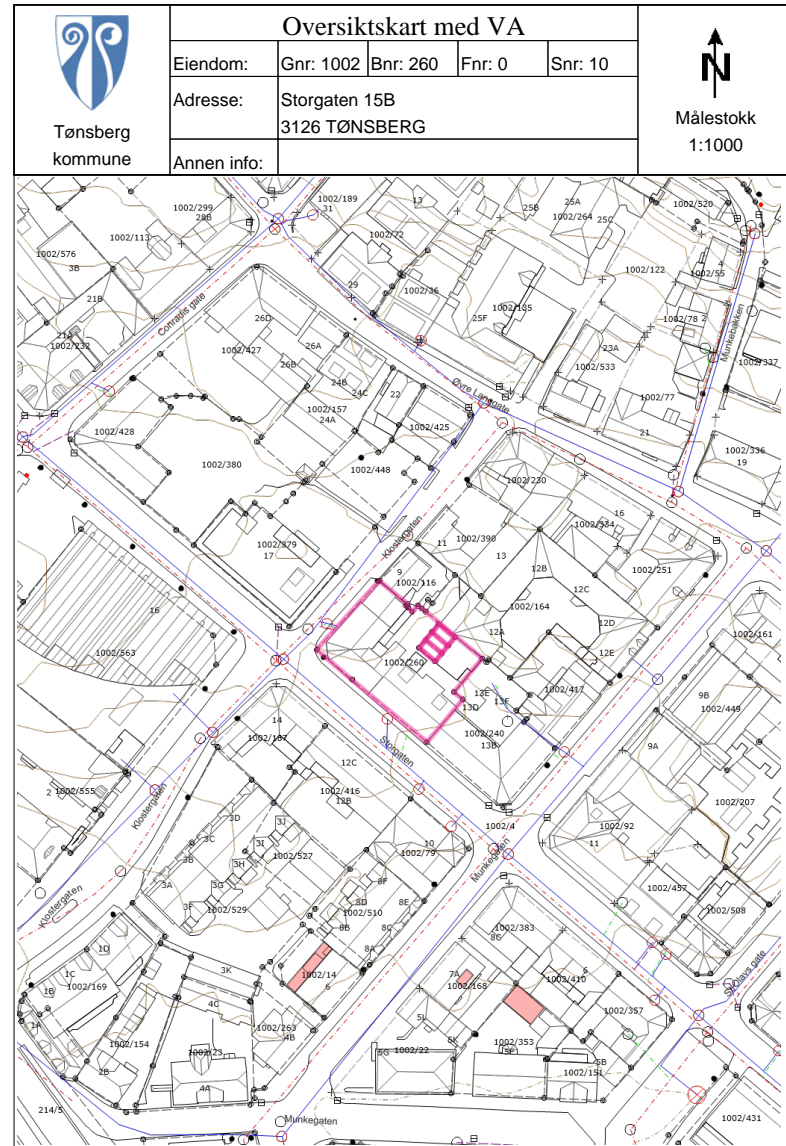 Oversiktskart med VA
Eiendom: Gnr: 1002 Bnr: 260 Fnr: 0 Snr: 10
Adresse: Storgaten 15B
3126 TØNSBERG
Annen info:
Tønsberg
kommune
N
Målestokk
1:1000
1002/299
28B
1002/189
31
13
25B
25A
1002/264
25C
1002/520
1002/113
1002/72
1002/576
3B
1002/122
4
1002/55
29
1002/36
21B
1002/105
25F
1002/78 2
Munkebakken
Conradis gate
26D
26A
21A
1002/232
1002/427
26B
23A
1002/533
1002/337
24B
24C
22
Øvre Langgate
1002/77
1002/157
24A
1002/425
21
1002/428
1002/336
19
1002/380
1002/448
1002/230
16
1002/334
Klostergaten
1002/379
17
11
1002/390
13
1002/251
9
1002/116
12B
12C
16
1002/164
1002/563
12A
12D
1002/161
12E
1002/260
1002/417
13E
13F
13D
9B
1002/449
14
1002/187
Storgaten
1002/240
13B
9A
12C
2
1002/555
1002/416
12B
1002/207
Klostergaten
3D
3J
1002/4
1002/92
11
3C
3I
10
1002/79
Munkegaten
3B
3H
1002/527
3A
3G
8F
1002/457
3F
8D
8E
Klostergaten
1002/529
1002/510
1002/508
8B
8C
1002/383
8C
1D
8A
St.Olavs gate
3K
1002/14
6
7A
1002/168
6
1002/410
1C
1002/169
1B
4C
1002/357
1A
1002/263
4B
5L
5K
1002/154
1002/23
1002/353
5G
1002/22
5E
5B
2B
1002/151
4A
214/5
Munkegaten
1002/431